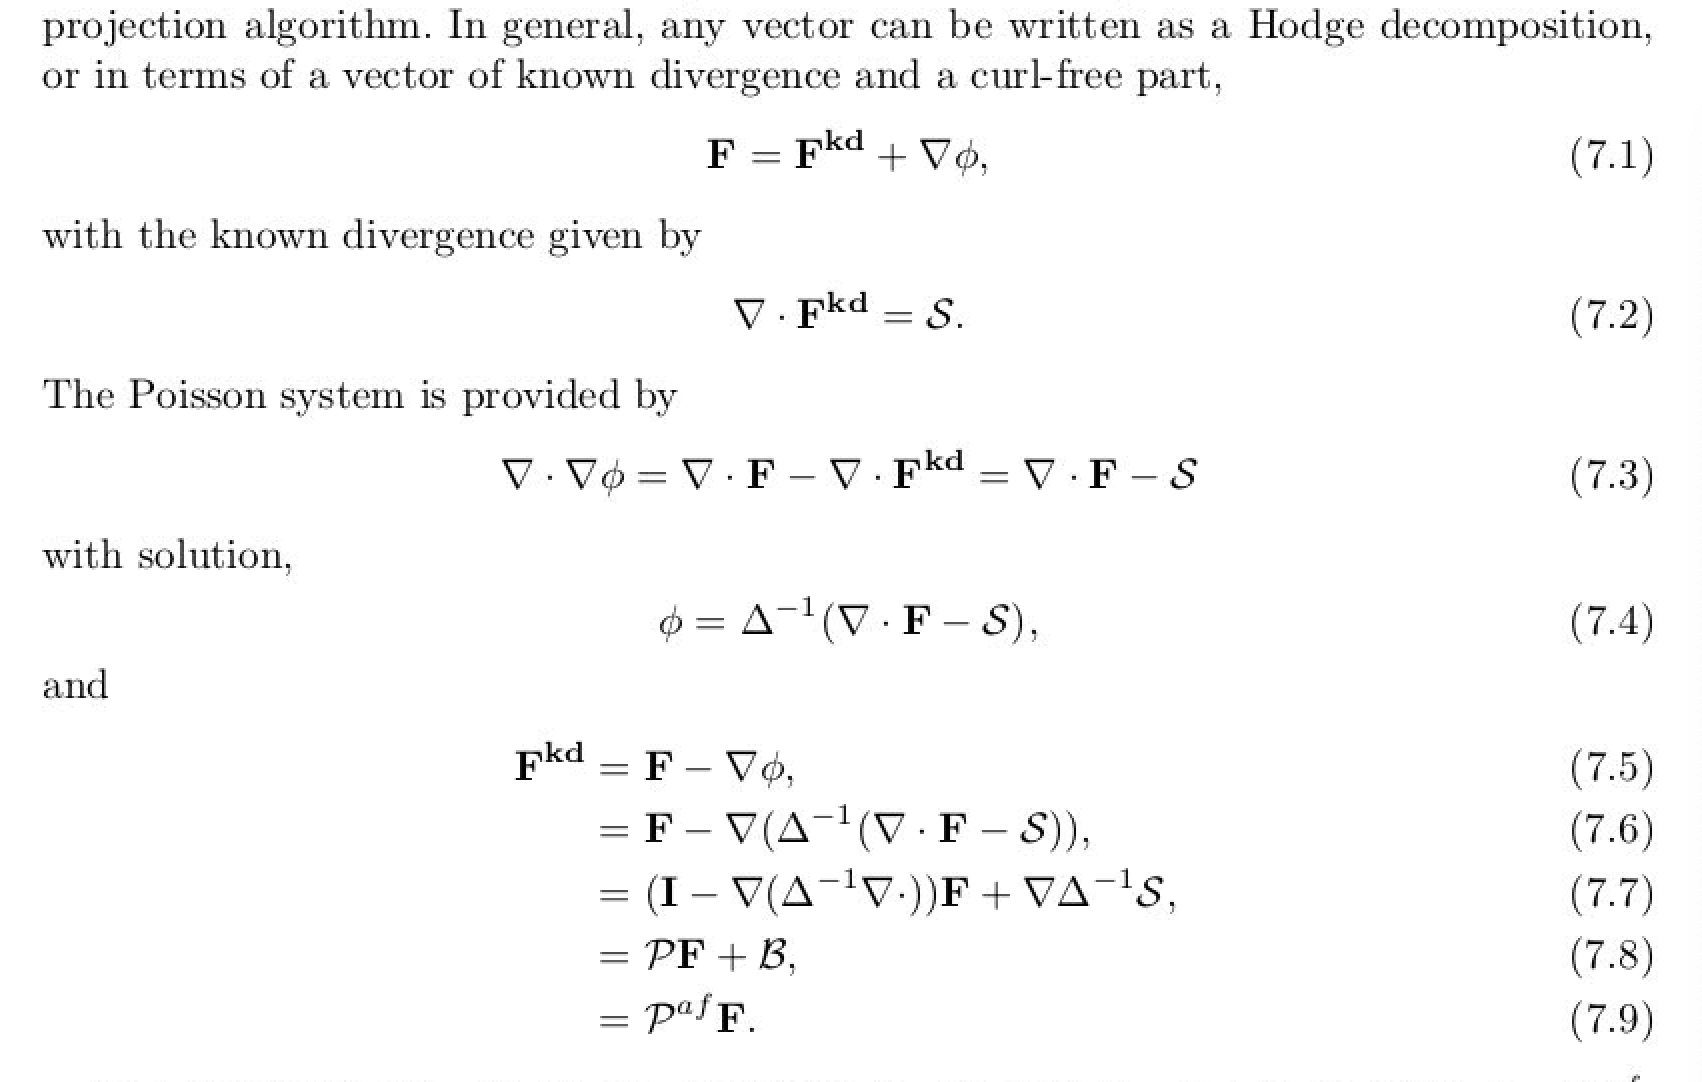 projection algorithm. In general, any vector can be written as a Hodge decomposition,
or in terms of a vector of known divergence and a curl-free part,
𝐅 = 𝐅^𝐤𝐝 + ∇ϕ, (7.1)
with the known divergence given by
∇ · 𝐅^𝐤𝐝 = 𝒮. (7.2)
The Poisson system is provided by
∇ · ∇ϕ = ∇ · 𝐅 − ∇ · 𝐅^𝐤𝐝 = ∇ · 𝐅 − 𝒮 (7.3)
with solution,
ϕ = Δ^−1(∇ · 𝐅 − 𝒮), (7.4)
and
𝐅^𝐤𝐝 = 𝐅 − ∇ϕ, (7.5)
= 𝐅 − ∇(Δ^−1(∇ · 𝐅 − 𝒮)), (7.6)
= (𝐈 − ∇(Δ^−1∇·))𝐅 + ∇Δ^−1𝒮, (7.7)
= 𝒫𝐅 + ℬ, (7.8)
= 𝒫^af 𝐅. (7.9)